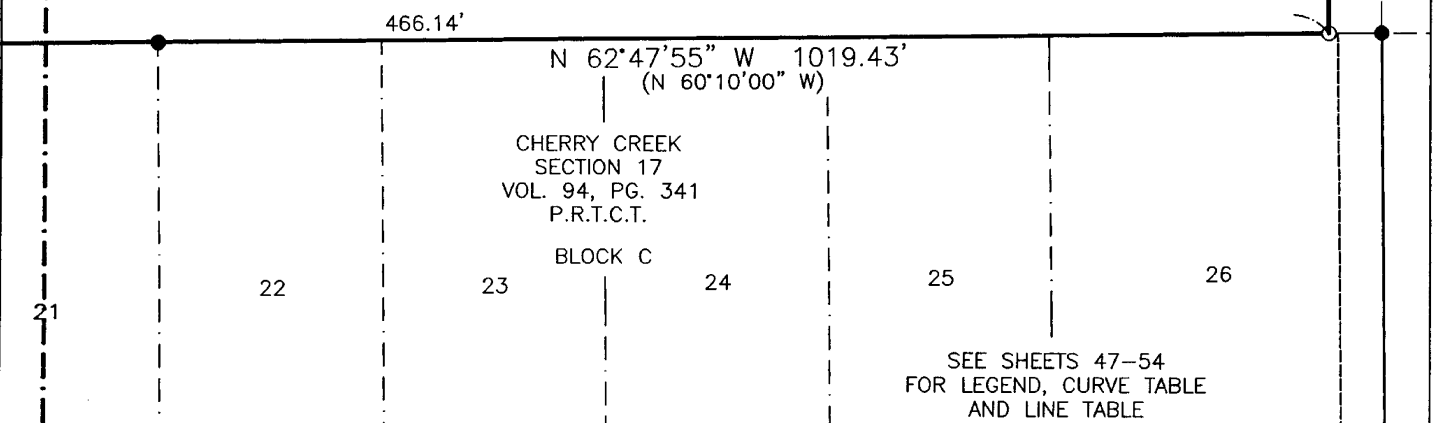 466.14'
N 62°47'55" W 1019.43'
(N 60°10'00" W)
CHERRY CREEK
SECTION 17
VOL. 94, PG. 341
P.R.T.C.T.
BLOCK C
21
22
23
24
25
26
SEE SHEETS 47-54
FOR LEGEND, CURVE TABLE
AND LINE TABLE